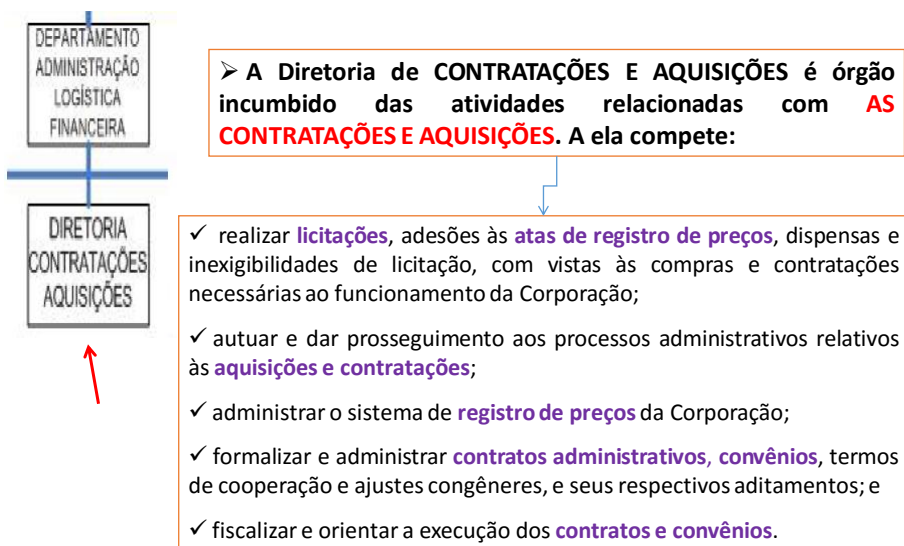 DEPARTAMENTO
ADMINISTRAÇÃO
LOGÍSTICA
FINANCEIRA
➢ A Diretoria de CONTRATAÇÕES E AQUISIÇÕES é órgão
incumbido das atividades relacionadas com AS
CONTRATAÇÕES E AQUISIÇÕES. A ela compete:
DIRETORIA
CONTRATAÇÕES
AQUISIÇÕES
✓ realizar licitações, adesões às atas de registro de preços, dispensas e
inexigibilidades de licitação, com vistas às compras e contratações
necessárias ao funcionamento da Corporação;
✓ autuar e dar prosseguimento aos processos administrativos relativos
às aquisições e contratações;
✓ administrar o sistema de registro de preços da Corporação;
✓ formalizar e administrar contratos administrativos, convênios, termos
de cooperação e ajustes congêneres, e seus respectivos aditamentos; e
✓ fiscalizar e orientar a execução dos contratos e convênios.